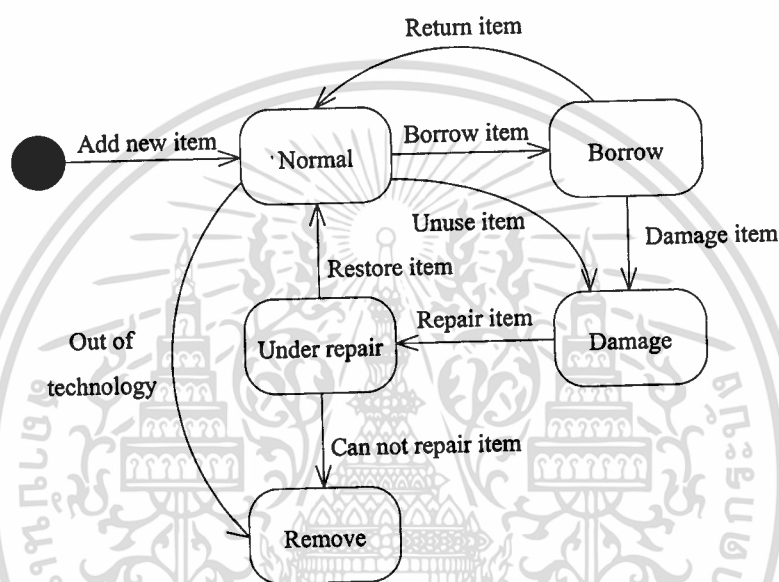 Return item
Add new item
Normal
Borrow item
Borrow
Unuse item
Damage item
Restore item
Out of
technology
Under repair
Repair item
Damage
Can not repair item
Remove